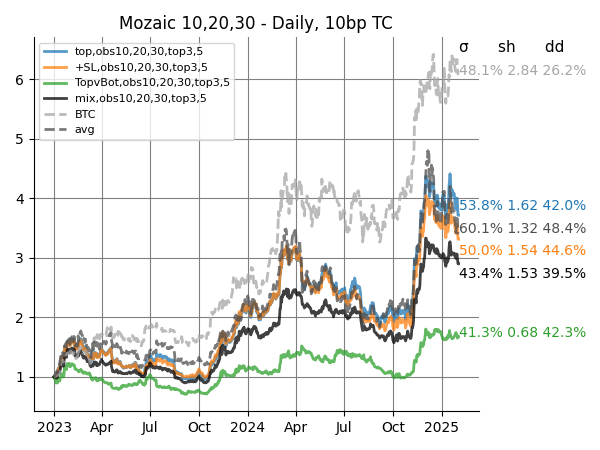 Mozaic 10,20,30 - Daily, 10bp TC
σ sh dd
top,obs10,20,30,top3,5
+SL,obs10,20,30,top3,5
TopvBot,obs10,20,30,top3,5
mix,obs10,20,30,top3,5
BTC
avg
48.1% 2.84 26.2%
53.8% 1.62 42.0%
60.1% 1.32 48.4%
50.0% 1.54 44.6%
43.4% 1.53 39.5%
41.3% 0.68 42.3%
6
5
4
3
2
1
2023 Apr Jul Oct 2024 Apr Jul Oct 2025